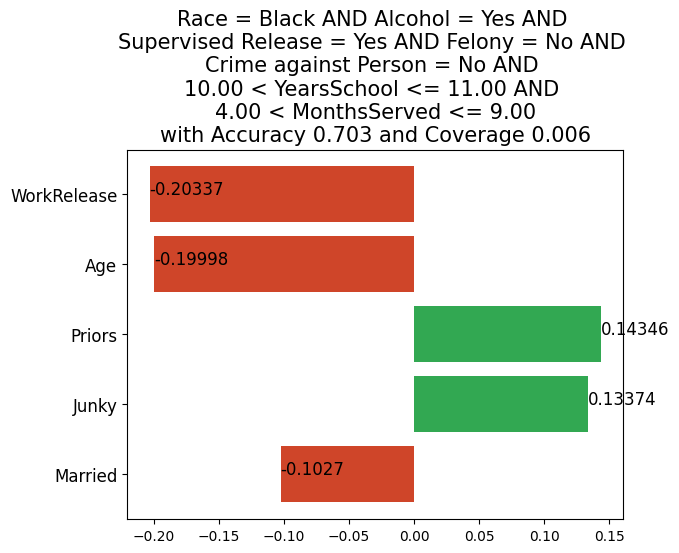 Race = Black AND Alcohol = Yes AND
Supervised Release = Yes AND Felony = No AND
Crime against Person = No AND
10.00 < YearsSchool <= 11.00 AND
4.00 < MonthsServed <= 9.00
with Accuracy 0.703 and Coverage 0.006
WorkRelease -0.20337
Age -0.19998
Priors 0.14346
Junky 0.13374
Married -0.1027
−0.20 −0.15 −0.10 −0.05 0.00 0.05 0.10 0.15